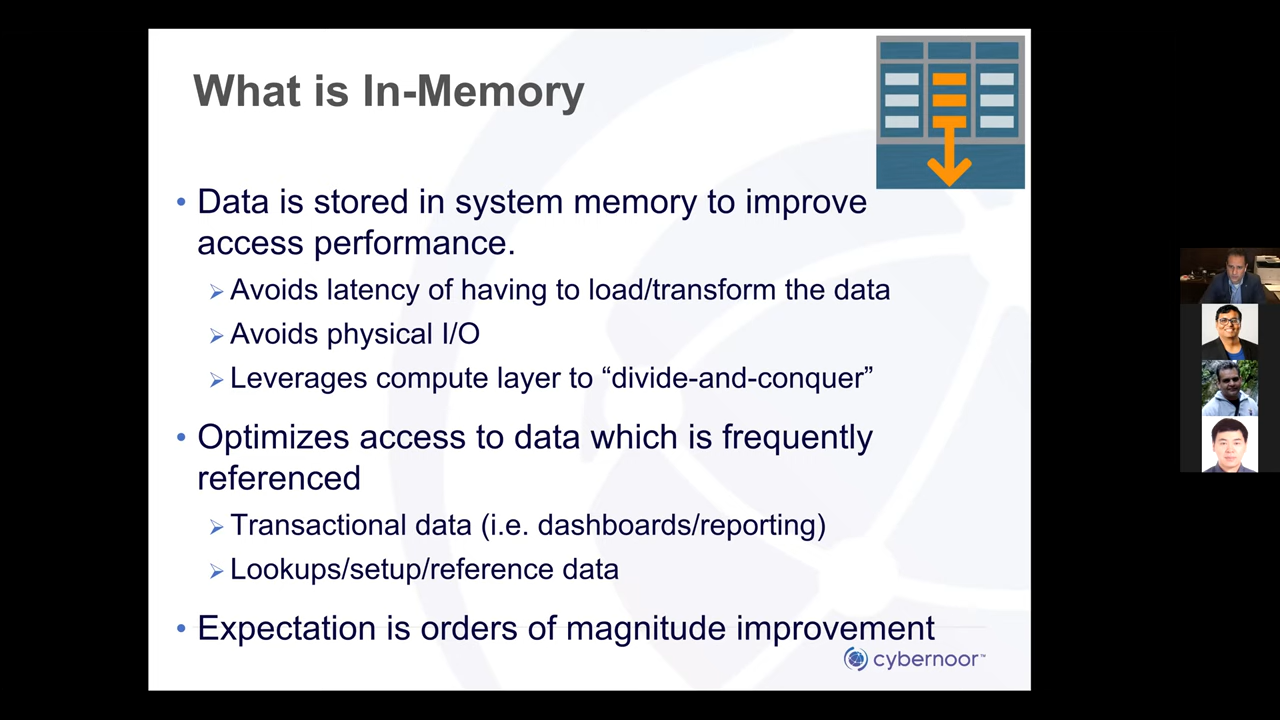 What is In-Memory
• Data is stored in system memory to improve
access performance.
➢ Avoids latency of having to load/transform the data
➢ Avoids physical I/O
➢ Leverages compute layer to “divide-and-conquer”
• Optimizes access to data which is frequently
referenced
➢ Transactional data (i.e. dashboards/reporting)
➢ Lookups/setup/reference data
• Expectation is orders of magnitude improvement
cybernoor™